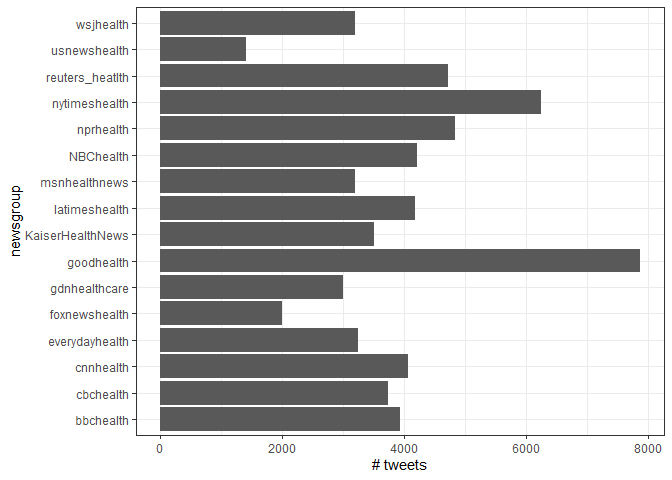 wsjhealth
usnewshealth
reuters_heatlth
nytimeshealth
nprhealth
NBChealth
msnhealthnews
latimeshealth
KaiserHealthNews
goodhealth
gdnhealthcare
foxnewshealth
everydayhealth
cnnhealth
cbchealth
bbchealth
newsgroup
0 2000 4000 6000 8000
# tweets